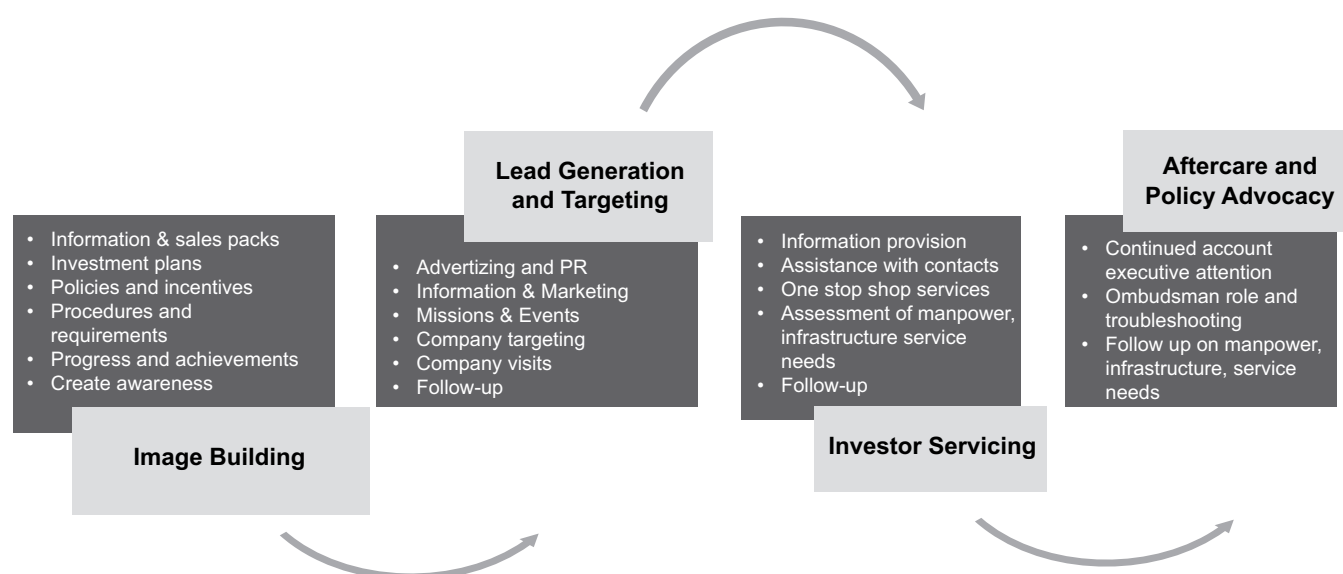 • Information & sales packs
• Investment plans
• Policies and incentives
• Procedures and
requirements
• Progress and achievements
• Create awareness
Image Building
Lead Generation
and Targeting
• Advertizing and PR
• Information & Marketing
• Missions & Events
• Company targeting
• Company visits
• Follow-up
• Information provision
• Assistance with contacts
• One stop shop services
• Assessment of manpower,
infrastructure service
needs
• Follow-up
Investor Servicing
Aftercare and
Policy Advocacy
• Continued account
executive attention
• Ombudsman role and
troubleshooting
• Follow up on manpower,
infrastructure, service
needs